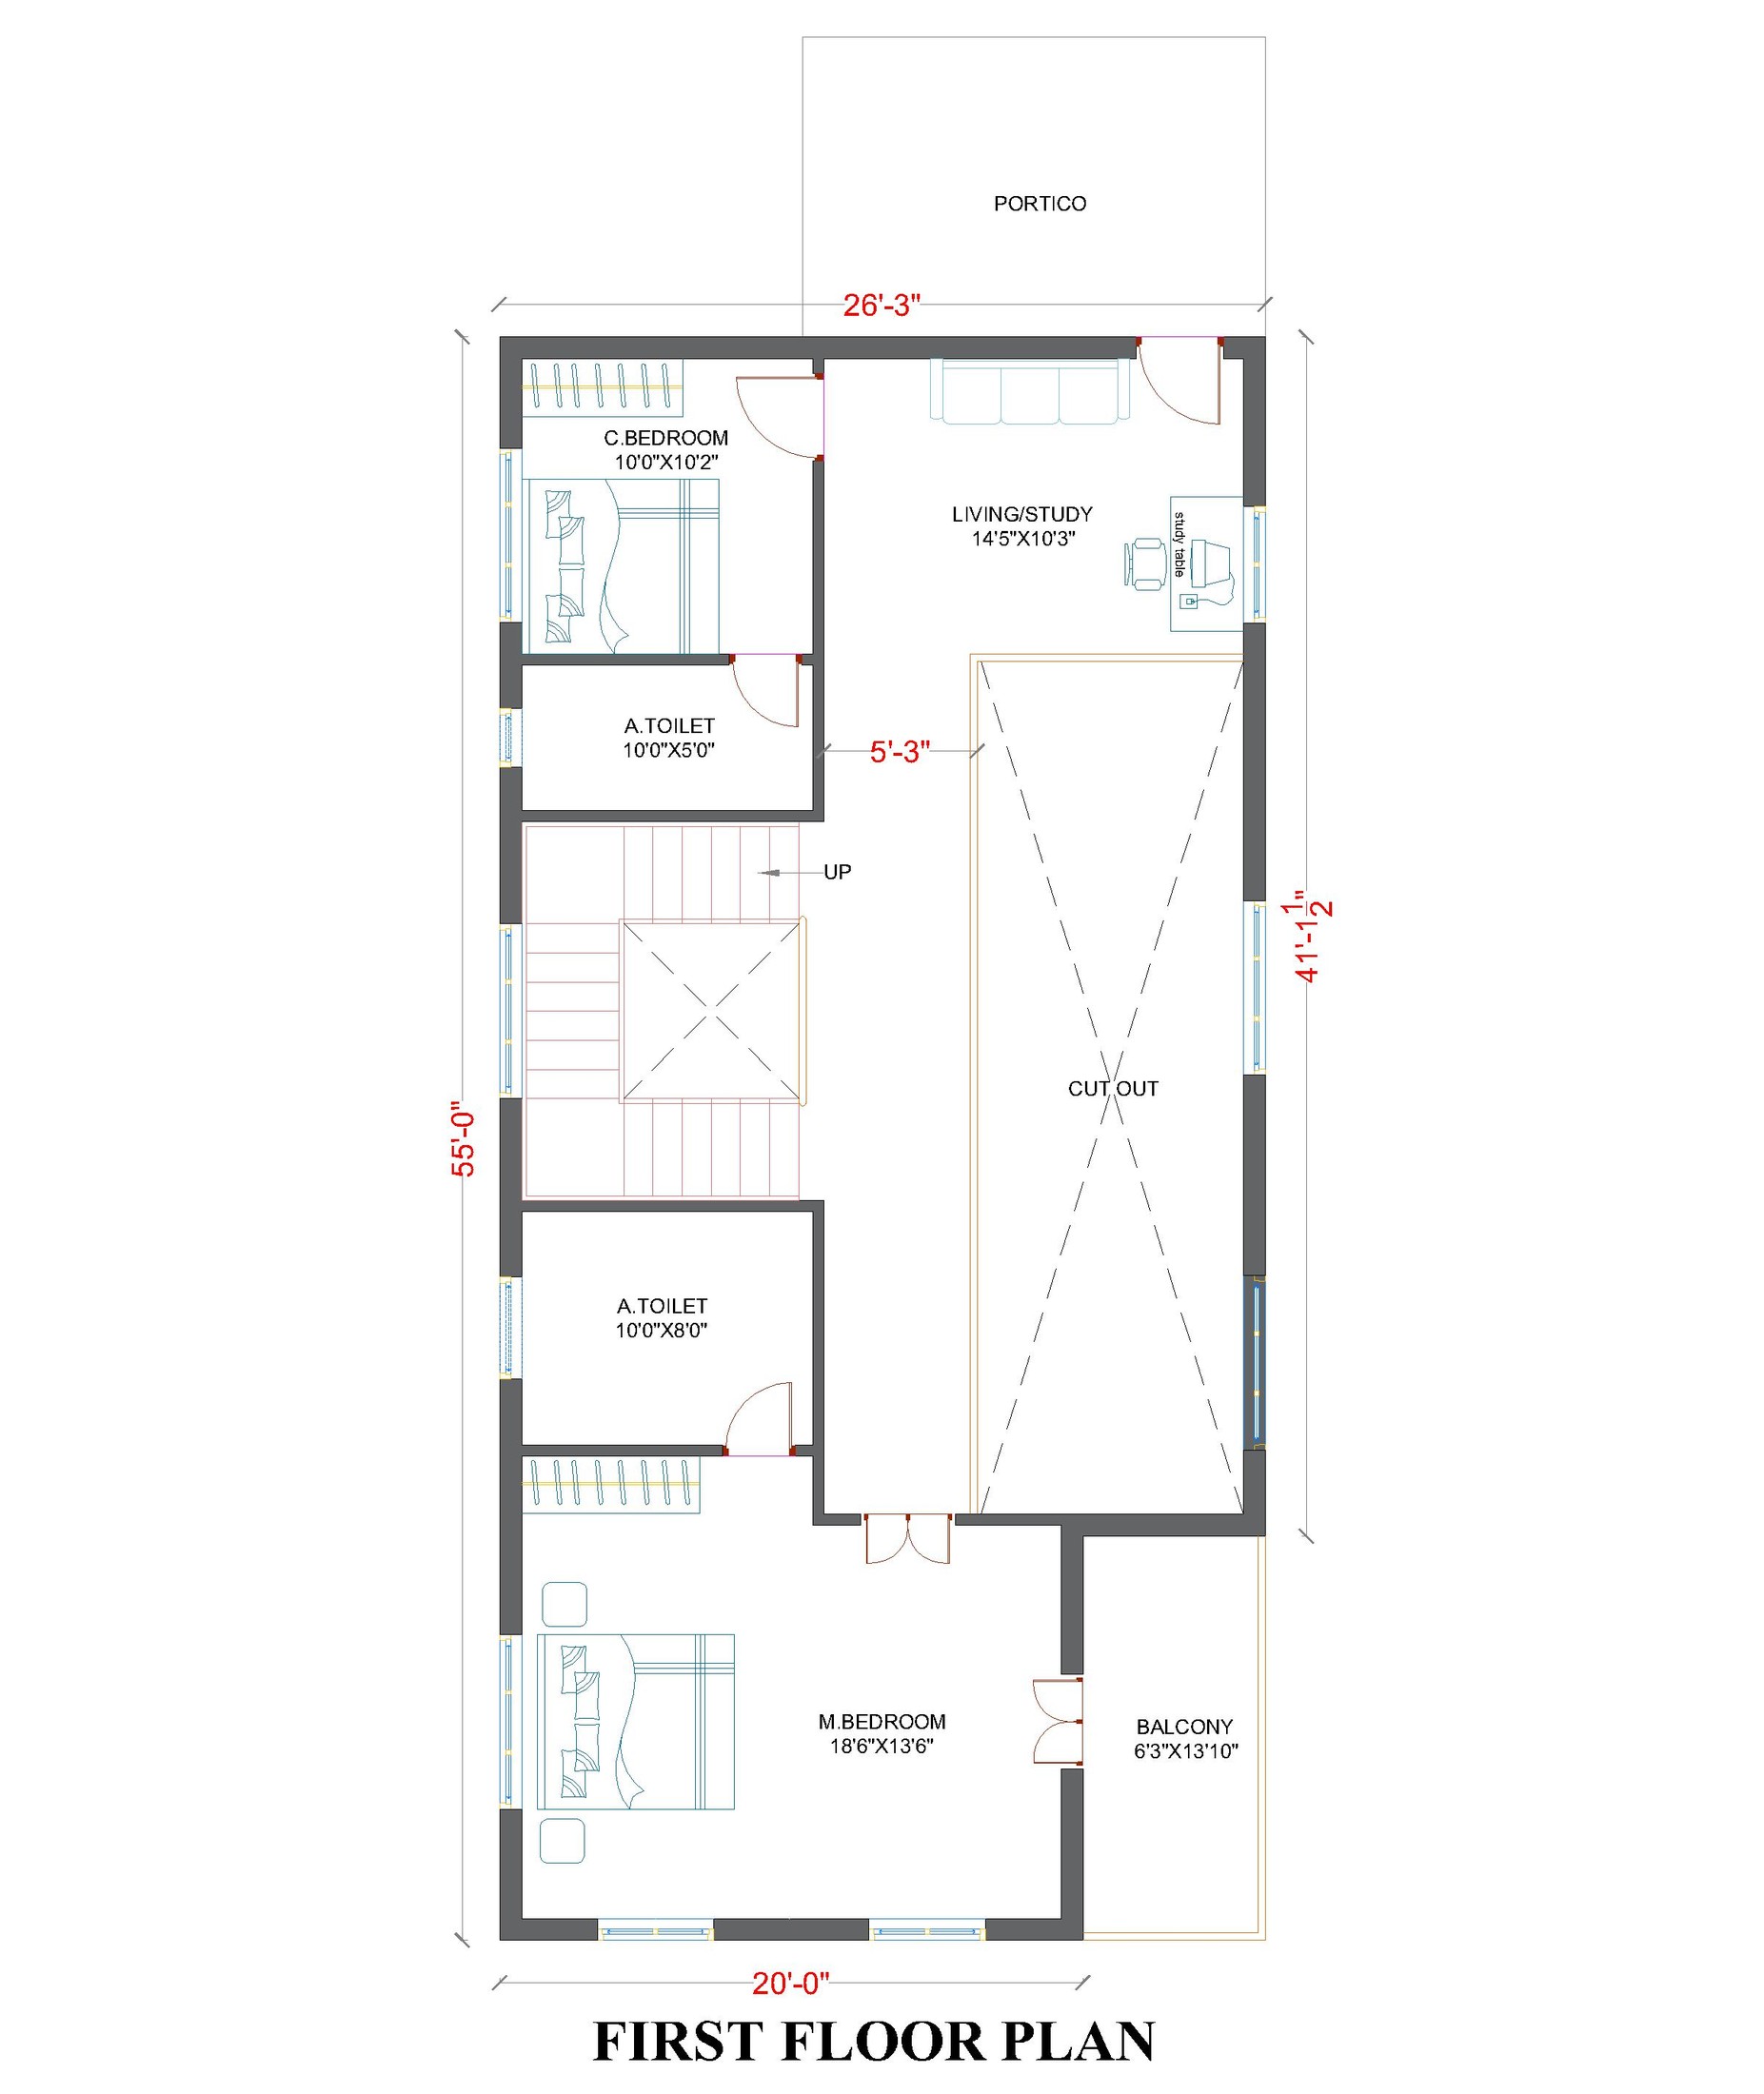 PORTICO
26'-3"
C.BEDROOM
10'0"X10'2"
LIVING/STUDY
14'5"X10'3"
study table
A.TOILET
10'0"X5'0"
5'-3"
UP
41'-1 1/2"
CUT OUT
55'-0"
A.TOILET
10'0"X8'0"
M.BEDROOM
18'6"X13'6"
BALCONY
6'3"X13'10"
20'-0"
FIRST FLOOR PLAN